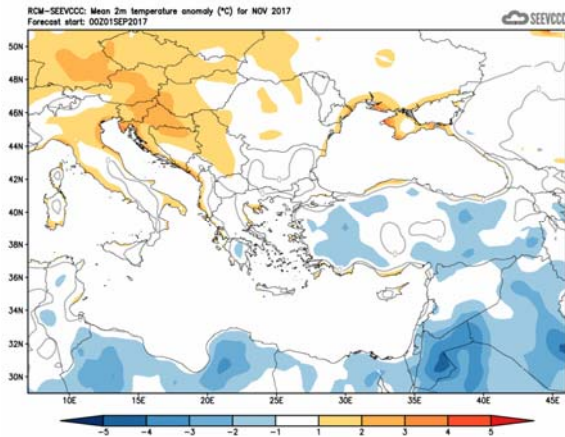 RCM-SEEVCCC: Mean 2m temperature anomaly (°C) for NOV 2017
Forecast start: 00Z01SEP2017
SEEVCCC
50N
48N
46N
44N
42N
40N
38N
36N
34N
32N
30N
10E 15E 20E 25E 30E 35E 40E 45E
-5 -4 -3 -2 -1 1 2 3 4 5